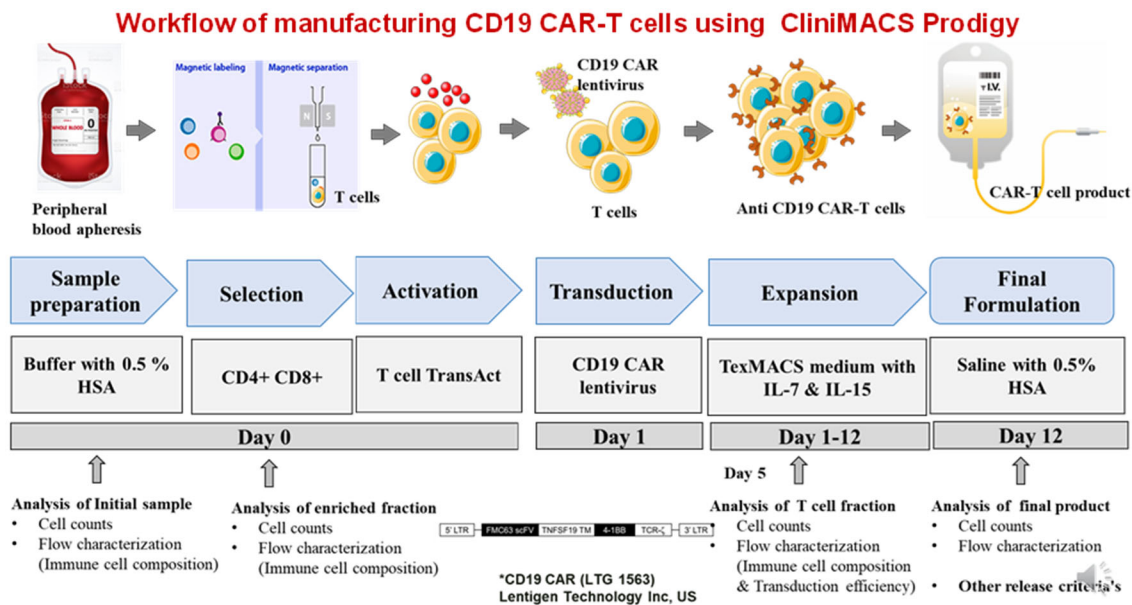 Workflow of manufacturing CD19 CAR-T cells using CliniMACS Prodigy
WHOLE BLOOD
O
Magnetic labeling
Magnetic separation
N S
T cells
CD19 CAR
lentivirus
T cells
Anti CD19 CAR-T cells
I.V.
CAR-T cell product
Peripheral
blood apheresis
Sample
preparation
Selection
Activation
Transduction
Expansion
Final
Formulation
Buffer with 0.5 %
HSA
CD4+ CD8+
T cell TransAct
CD19 CAR
lentivirus
TexMACS medium with
IL-7 & IL-15
Saline with 0.5%
HSA
Day 0
Day 1
Day 1-12
Day 12
Analysis of Initial sample
• Cell counts
• Flow characterization
(Immune cell composition)
Analysis of enriched fraction
• Cell counts
• Flow characterization
(Immune cell composition)
5' LTR FMC63 scFV TNFSF19 TM 4-1BB TCR-ζ 3' LTR
*CD19 CAR (LTG 1563)
Lentigen Technology Inc, US
Day 5
Analysis of T cell fraction
• Cell counts
• Flow characterization
(Immune cell composition
& Transduction efficiency)
Analysis of final product
• Cell counts
• Flow characterization
• Other release criteria's